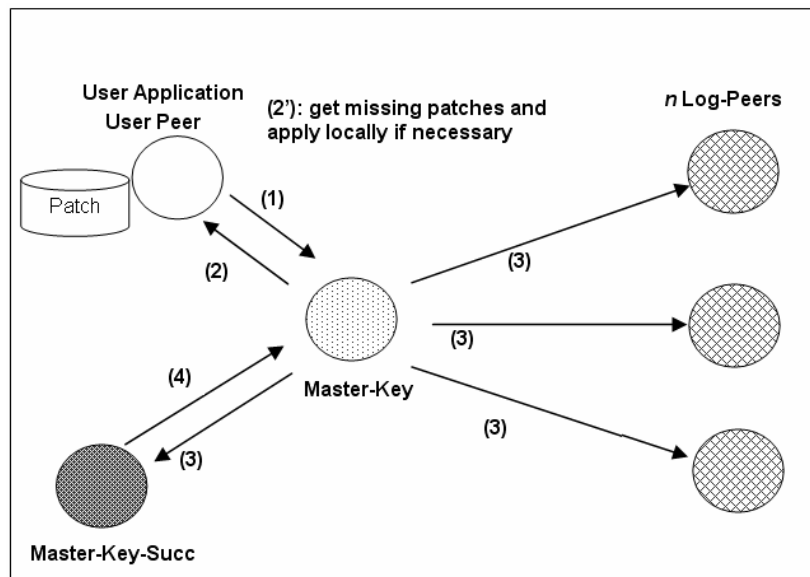 User Application
User Peer
(2'): get missing patches and
apply locally if necessary
n Log-Peers
Patch
(1)
(2)
(3)
(3)
(3)
Master-Key
(4)
(3)
Master-Key-Succ